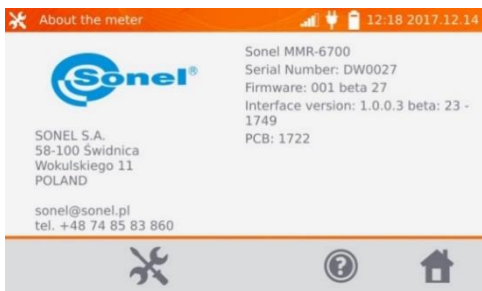 About the meter
12:18 2017.12.14
Sonel®
SONEL S.A.
58-100 Świdnica
Wokulskiego 11
POLAND
sonel@sonel.pl
tel. +48 74 85 83 860
Sonel MMR-6700
Serial Number: DW0027
Firmware: 001 beta 27
Interface version: 1.0.0.3 beta: 23 -
1749
PCB: 1722
?